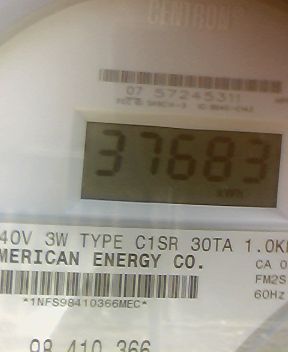 CENTRON
07 57245311
37683
kWh
40V 3W TYPE C1SR 30TA 1.0K
MERICAN ENERGY CO.
CA 0
FM2S
60Hz
*1NFS98410366MEC*
98 410 366